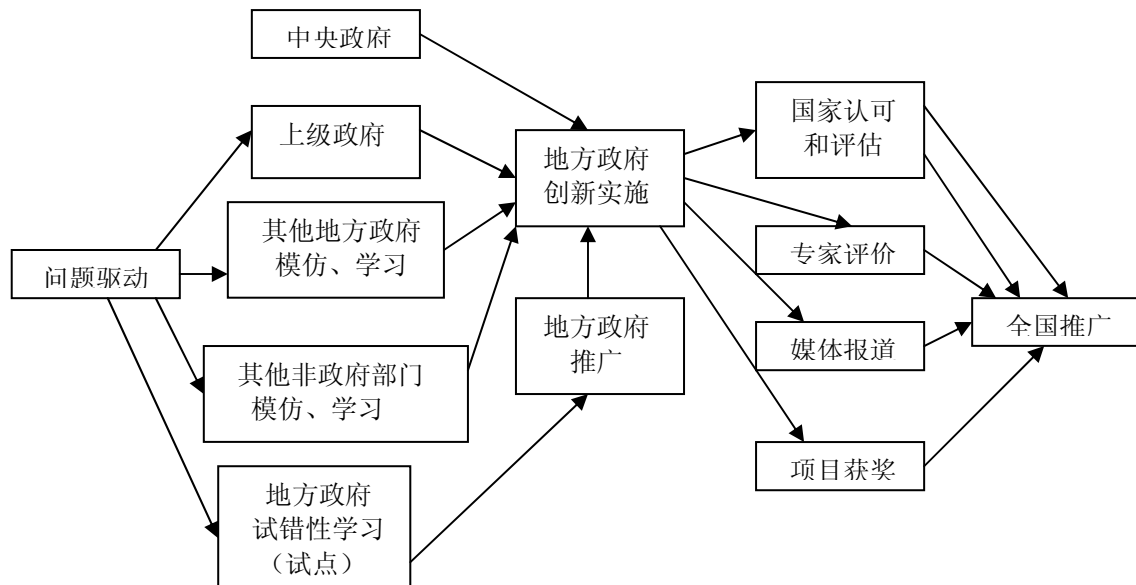 中央政府
上级政府
其他地方政府
模仿、学习
问题驱动
其他非政府部门
模仿、学习
地方政府
试错性学习
（试点）
地方政府
创新实施
地方政府
推广
国家认可
和评估
专家评价
媒体报道
项目获奖
全国推广